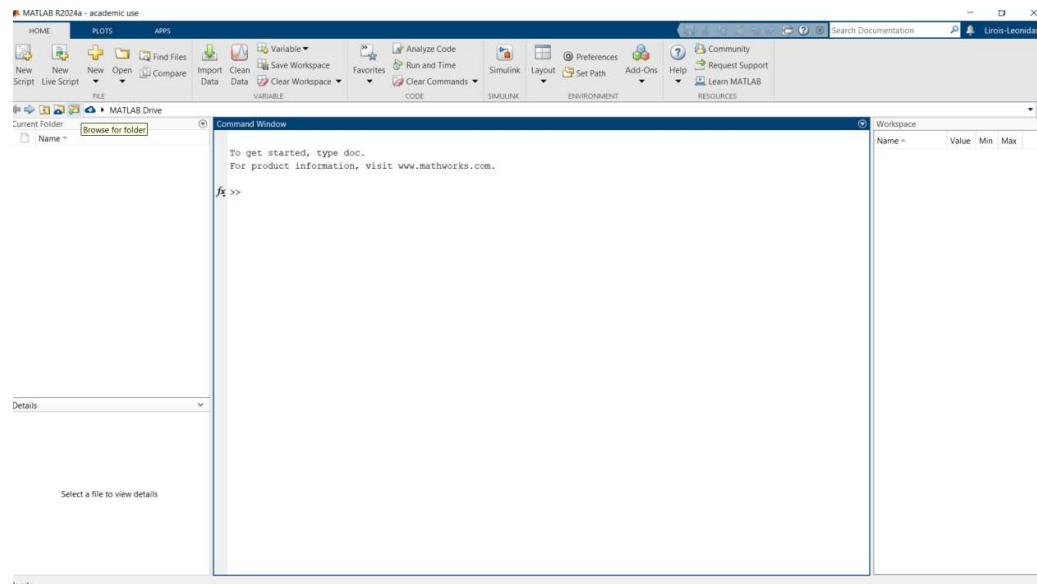 MATLAB R2024a - academic use
HOME PLOTS APPS
Search Documentation
Lirois-Leonidas
New Script
New Live Script
New
Open
Find Files
Compare
FILE
Import Data
Clean Data
Variable
Save Workspace
Clear Workspace
VARIABLE
Favorites
Analyze Code
Run and Time
Clear Commands
CODE
Simulink
SIMULINK
Layout
Preferences
Set Path
Add-Ons
ENVIRONMENT
Help
Community
Request Support
Learn MATLAB
RESOURCES
MATLAB Drive
Current Folder
Browse for folder
Name
Details
Select a file to view details
Command Window
To get started, type doc.
For product information, visit www.mathworks.com.
fx >>
Workspace
Name Value Min Max